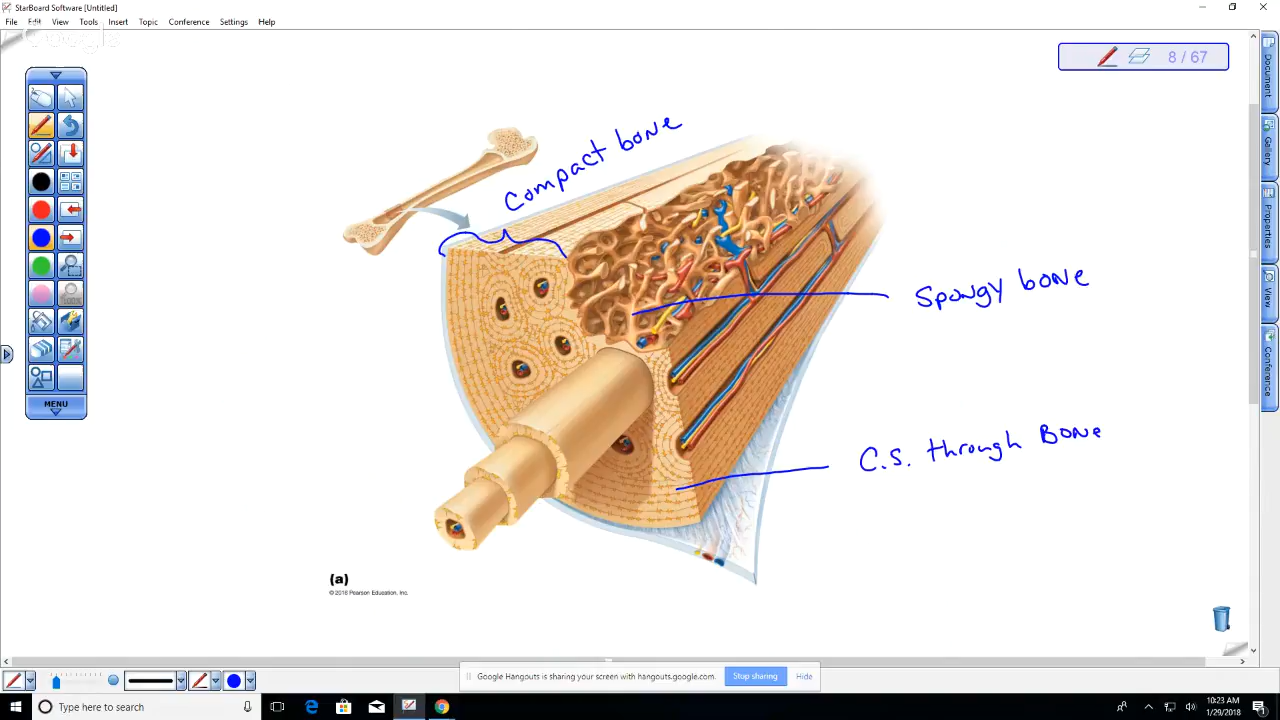 StarBoard Software [Untitled]
File Edit View Tools Insert Topic Conference Settings Help
8 / 67
Document
Gallery
Properties
View
Conference
MENU
Compact bone
Spongy bone
C.S. through Bone
(a)
© 2016 Pearson Education, Inc.
Google Hangouts is sharing your screen with hangouts.google.com.
Stop sharing
Hide
Type here to search
10:23 AM
1/29/2018